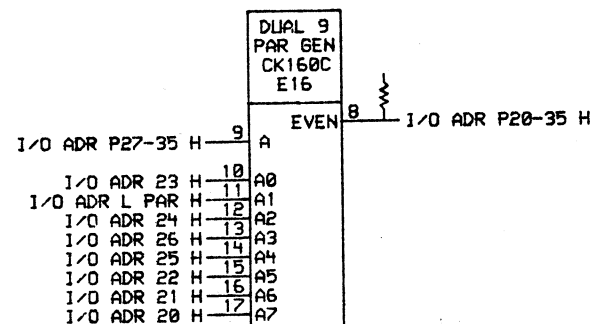 DUAL 9
PAR GEN
CK160C
E16
EVEN 8 I/O ADR P20-35 H
I/O ADR P27-35 H 9 A
I/O ADR 23 H 10 A0
I/O ADR L PAR H 11 A1
I/O ADR 24 H 12 A2
I/O ADR 26 H 13 A3
I/O ADR 25 H 14 A4
I/O ADR 22 H 15 A5
I/O ADR 21 H 16 A6
I/O ADR 20 H 17 A7